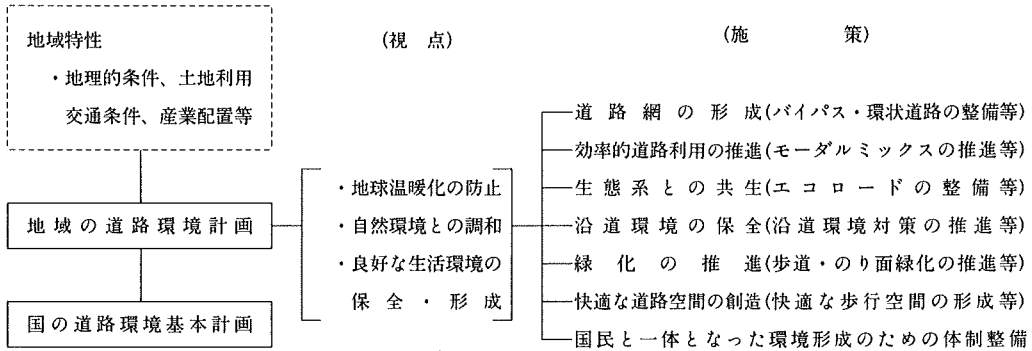 地域特性
・地理的条件、土地利用
交通条件、産業配置等
地域の道路環境計画
国の道路環境基本計画
(視 点)
・地球温暖化の防止
・自然環境との調和
・良好な生活環境の
保全・形成
(施 策)
道路網の形成(バイパス・環状道路の整備等)
効率的道路利用の推進(モーダルミックスの推進等)
生態系との共生(エコロードの整備等)
沿道環境の保全(沿道環境対策の推進等)
緑化の推進(歩道・のり面緑化の推進等)
快適な道路空間の創造(快適な歩行空間の形成等)
国民と一体となった環境形成のための体制整備